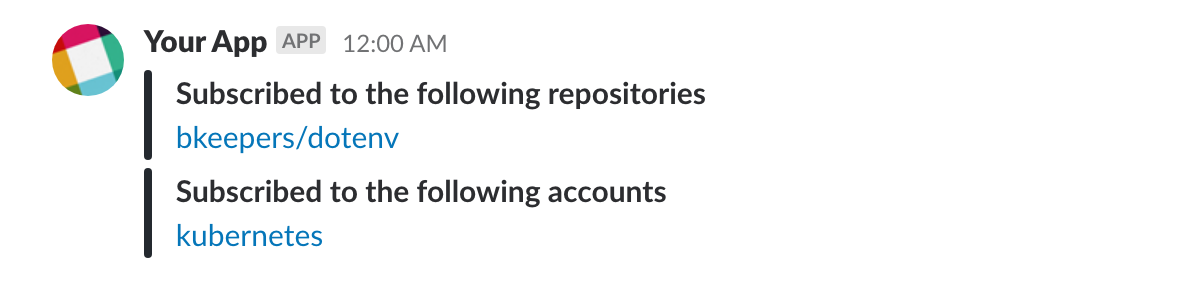 Your App APP 12:00 AM
Subscribed to the following repositories
bkeepers/dotenv
Subscribed to the following accounts
kubernetes